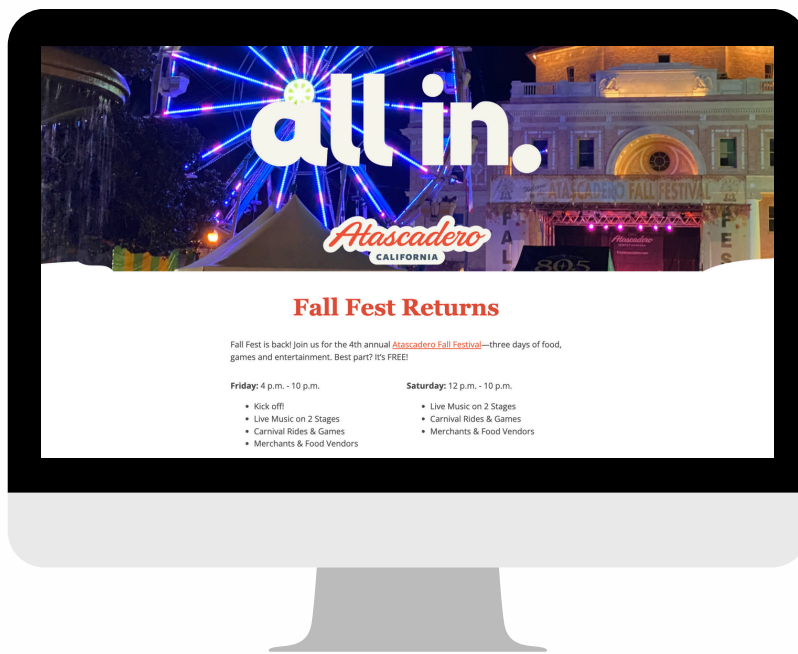 all in.
Welcome
ATASCADERO FALL FESTIVAL
FALL
FES
Atascadero
805
Atascadero
CALIFORNIA
Fall Fest Returns
Fall Fest is back! Join us for the 4th annual Atascadero Fall Festival—three days of food,
games and entertainment. Best part? It's FREE!
Friday: 4 p.m. - 10 p.m.
• Kick off!
• Live Music on 2 Stages
• Carnival Rides & Games
• Merchants & Food Vendors
Saturday: 12 p.m. - 10 p.m.
• Live Music on 2 Stages
• Carnival Rides & Games
• Merchants & Food Vendors